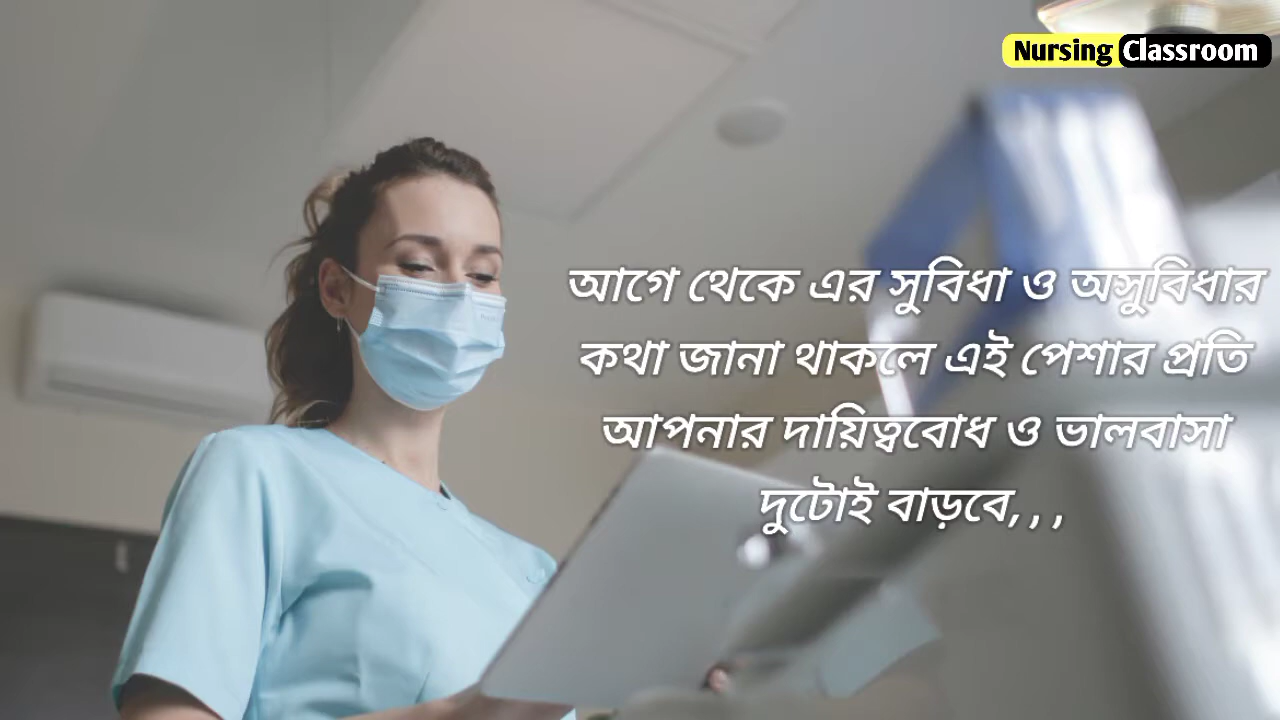 Nursing Classroom
আগে থেকে এর সুবিধা ও অসুবিধার
কথা জানা থাকলে এই পেশার প্রতি
আপনার দায়িত্ববোধ ও ভালবাসা
দুটোই বাড়বে,,,